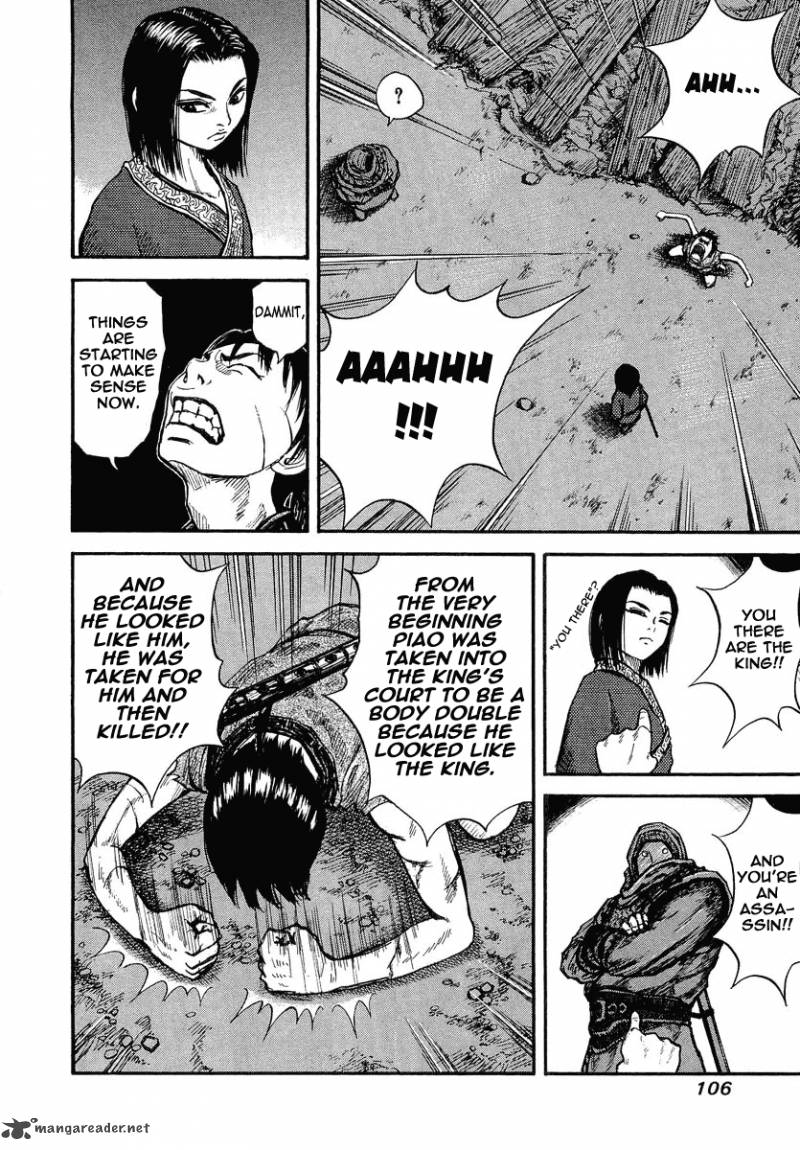 AHH...
?
AAAHHH
!!!
DAMMIT,
THINGS
ARE
STARTING
TO MAKE
SENSE
NOW.
YOU
THERE
ARE THE
KING!!
"YOU THERE"?
AND
YOU'RE
AN
ASSA-
SSIN!!
FROM
THE VERY
BEGINNING
PIAO WAS
TAKEN INTO
THE KING'S
COURT TO BE A
BODY DOUBLE
BECAUSE HE
LOOKED LIKE
THE KING.
AND
BECAUSE
HE LOOKED
LIKE HIM,
HE WAS
TAKEN FOR
HIM AND
THEN
KILLED!!
106
mangareader.net